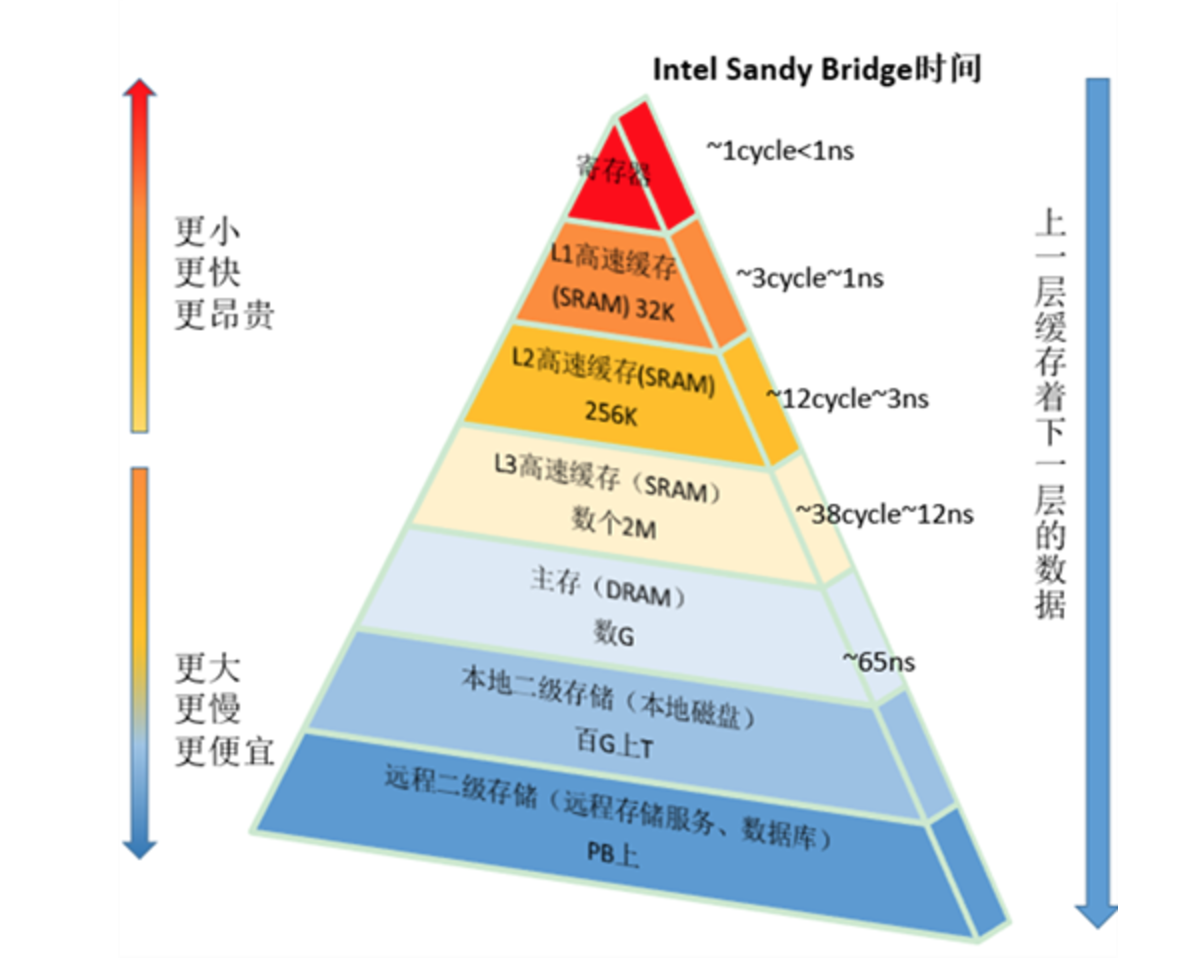 Intel Sandy Bridge时间
寄存器
~1cycle<1ns
L1高速缓存
(SRAM) 32K
~3cycle~1ns
L2高速缓存(SRAM)
256K
~12cycle~3ns
L3高速缓存（SRAM）
数个2M
~38cycle~12ns
主存（DRAM）
数G
~65ns
本地二级存储（本地磁盘）
百G上T
远程二级存储（远程存储服务、数据库）
PB上
更小
更快
更昂贵
更大
更慢
更便宜
上一层缓存着下一层的数据